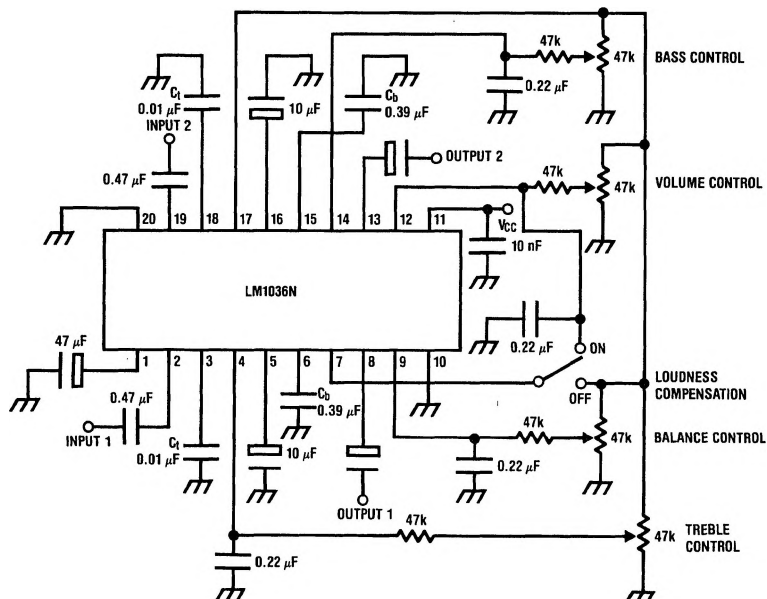 47k
47k
BASS CONTROL
0.22 μF
Ct
0.01 μF
10 μF
Cb
0.39 μF
INPUT 2
OUTPUT 2
0.47 μF
47k
47k
VOLUME CONTROL
20 19 18 17 16 15 14 13 12 11
VCC
10 nF
LM1036N
47 μF
0.22 μF
ON
1 2 3 4 5 6 7 8 9 10
LOUDNESS
COMPENSATION
OFF
0.47 μF
Cb
0.39 μF
INPUT 1
Ct
0.01 μF
10 μF
47k
47k
BALANCE CONTROL
0.22 μF
OUTPUT 1
47k
47k
TREBLE
CONTROL
0.22 μF